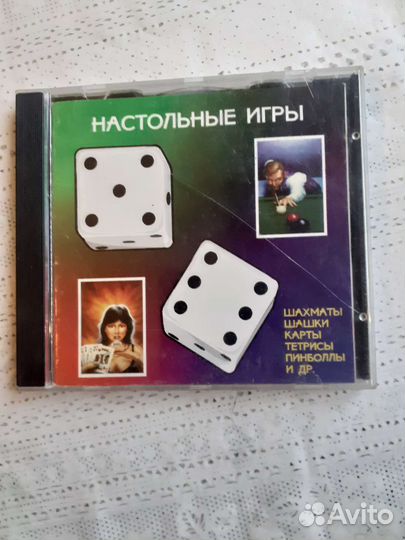 НАСТОЛЬНЫЕ ИГРЫ
ШАХМАТЫ
ШАШКИ
КАРТЫ
ТЕТРИСЫ
ПИНБОЛЛЫ
И ДР.
Avito